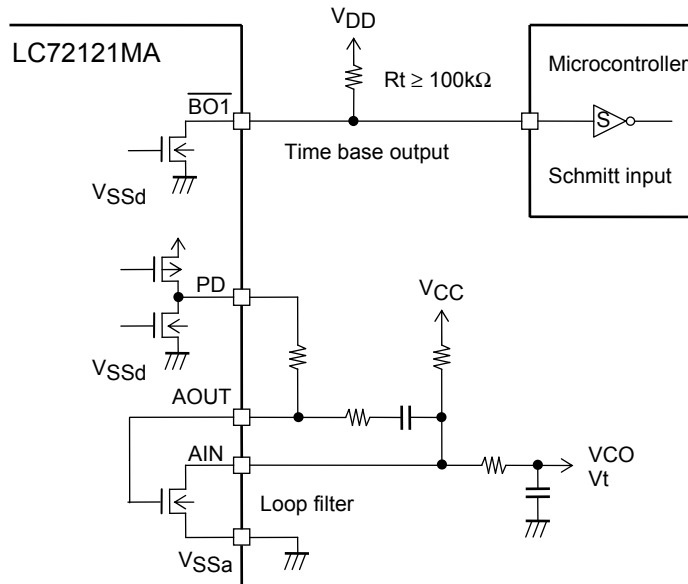 LC72121MA
VDD
Rt ≥ 100kΩ
Microcontroller
BO1
S
Time base output
Schmitt input
VSSd
PD
VCC
VSSd
AOUT
AIN
VCO
Vt
Loop filter
VSSa